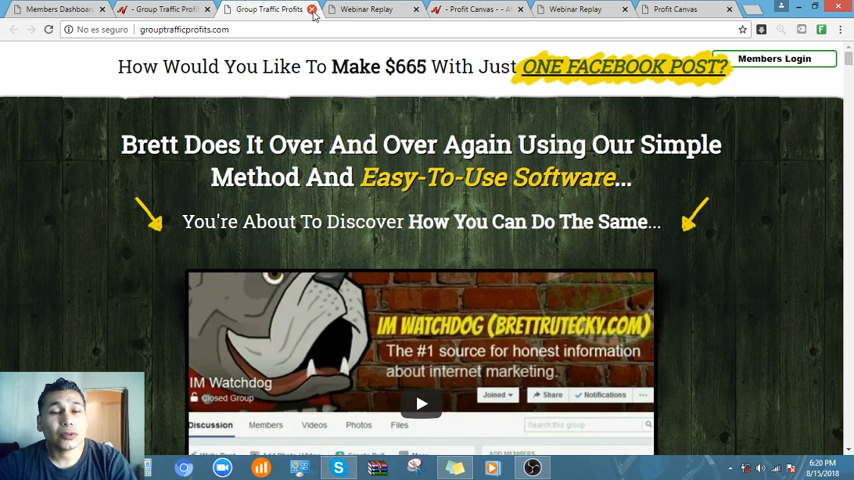 Members Dashboar
- Group Traffic Profit
Group Traffic Profits
Webinar Replay
- Profit Canvas - - Af
Webinar Replay
Profit Canvas
No es seguro
grouptrafficprofits.com
How Would You Like To Make $665 With Just ONE FACEBOOK POST?
Members Login
Brett Does It Over And Over Again Using Our Simple
Method And Easy-To-Use Software...
You're About To Discover How You Can Do The Same...
IM WATCHDOG (BRETTRUTECKY.COM)
The #1 source for honest information
about internet marketing.
IM Watchdog
Closed Group
Joined
Share
Notifications
Discussion
Members
Videos
Photos
Files
Search this group
6:20 PM
8/15/2018